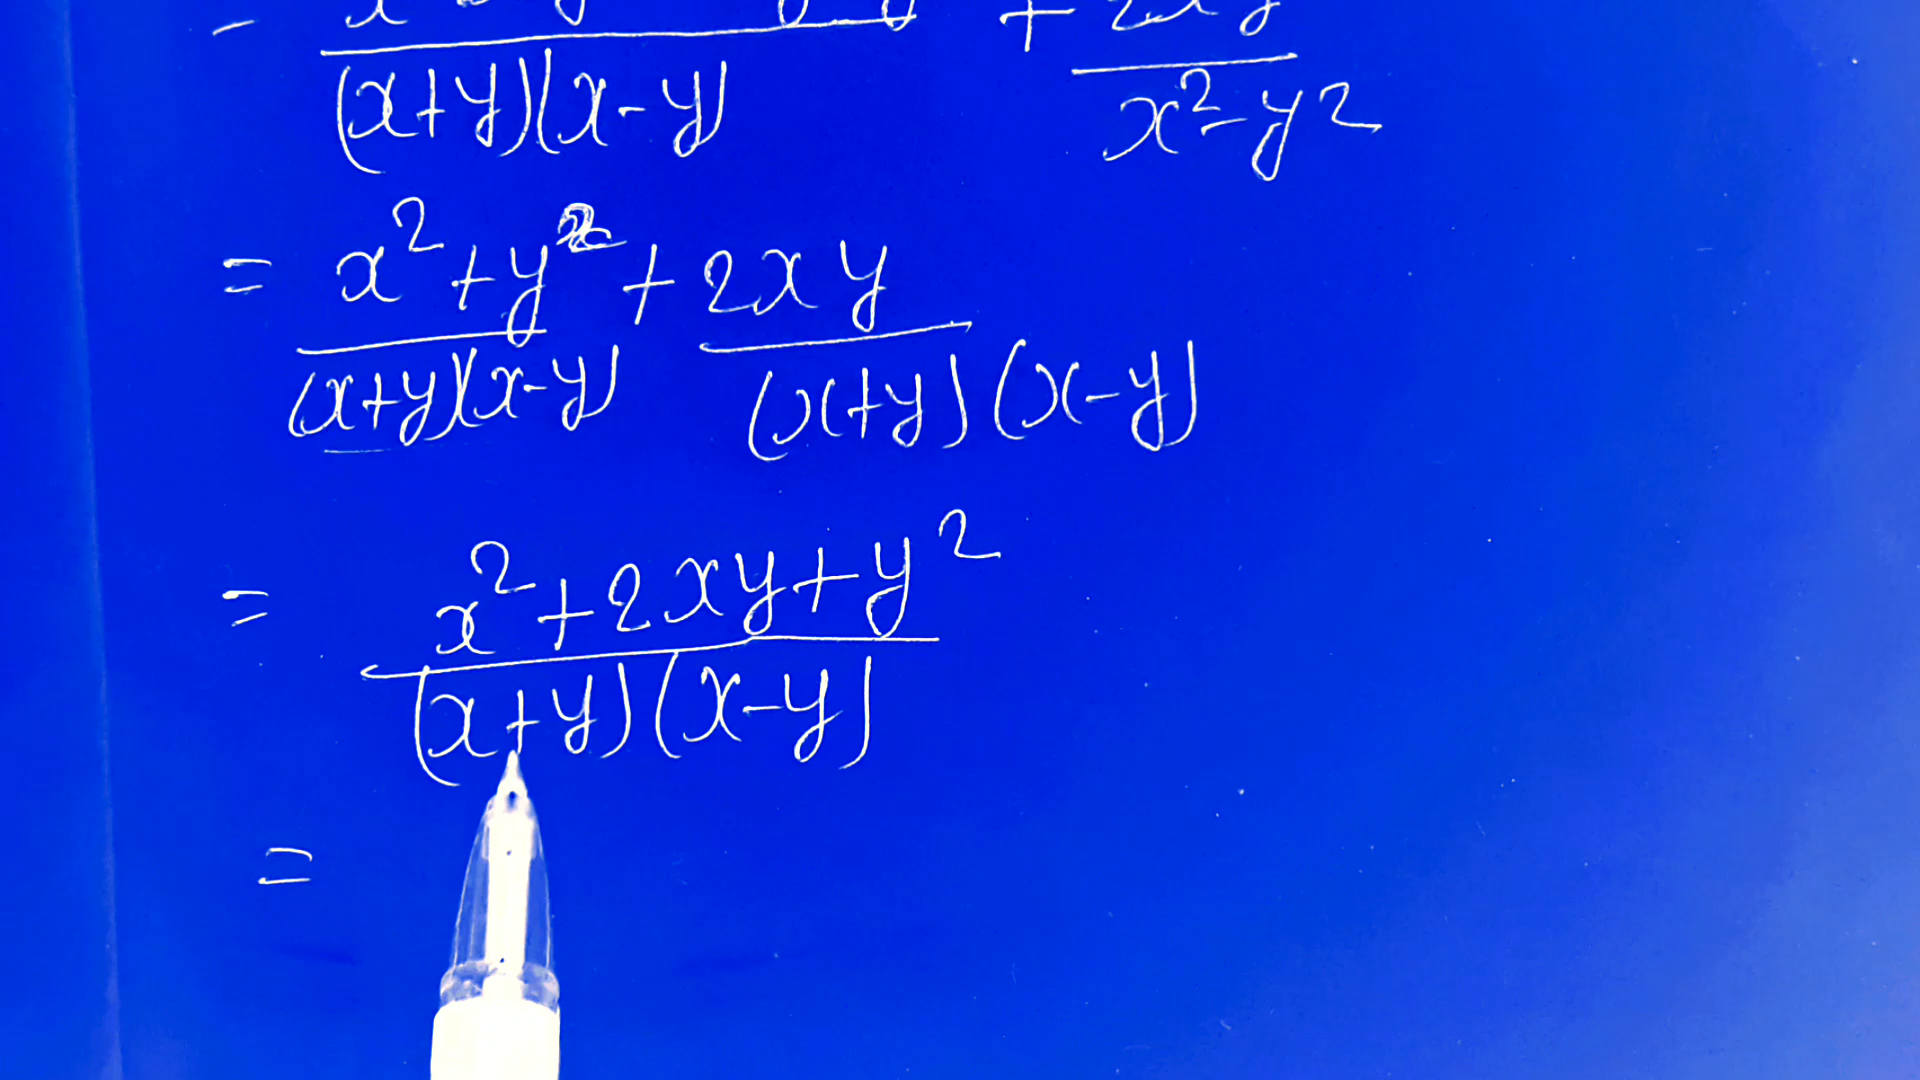 (x+y)(x-y) x²-y²
= x²+y² + 2xy
(x+y)(x-y) (x+y)(x-y)
= x²+2xy+y²
(x+y)(x-y)
=